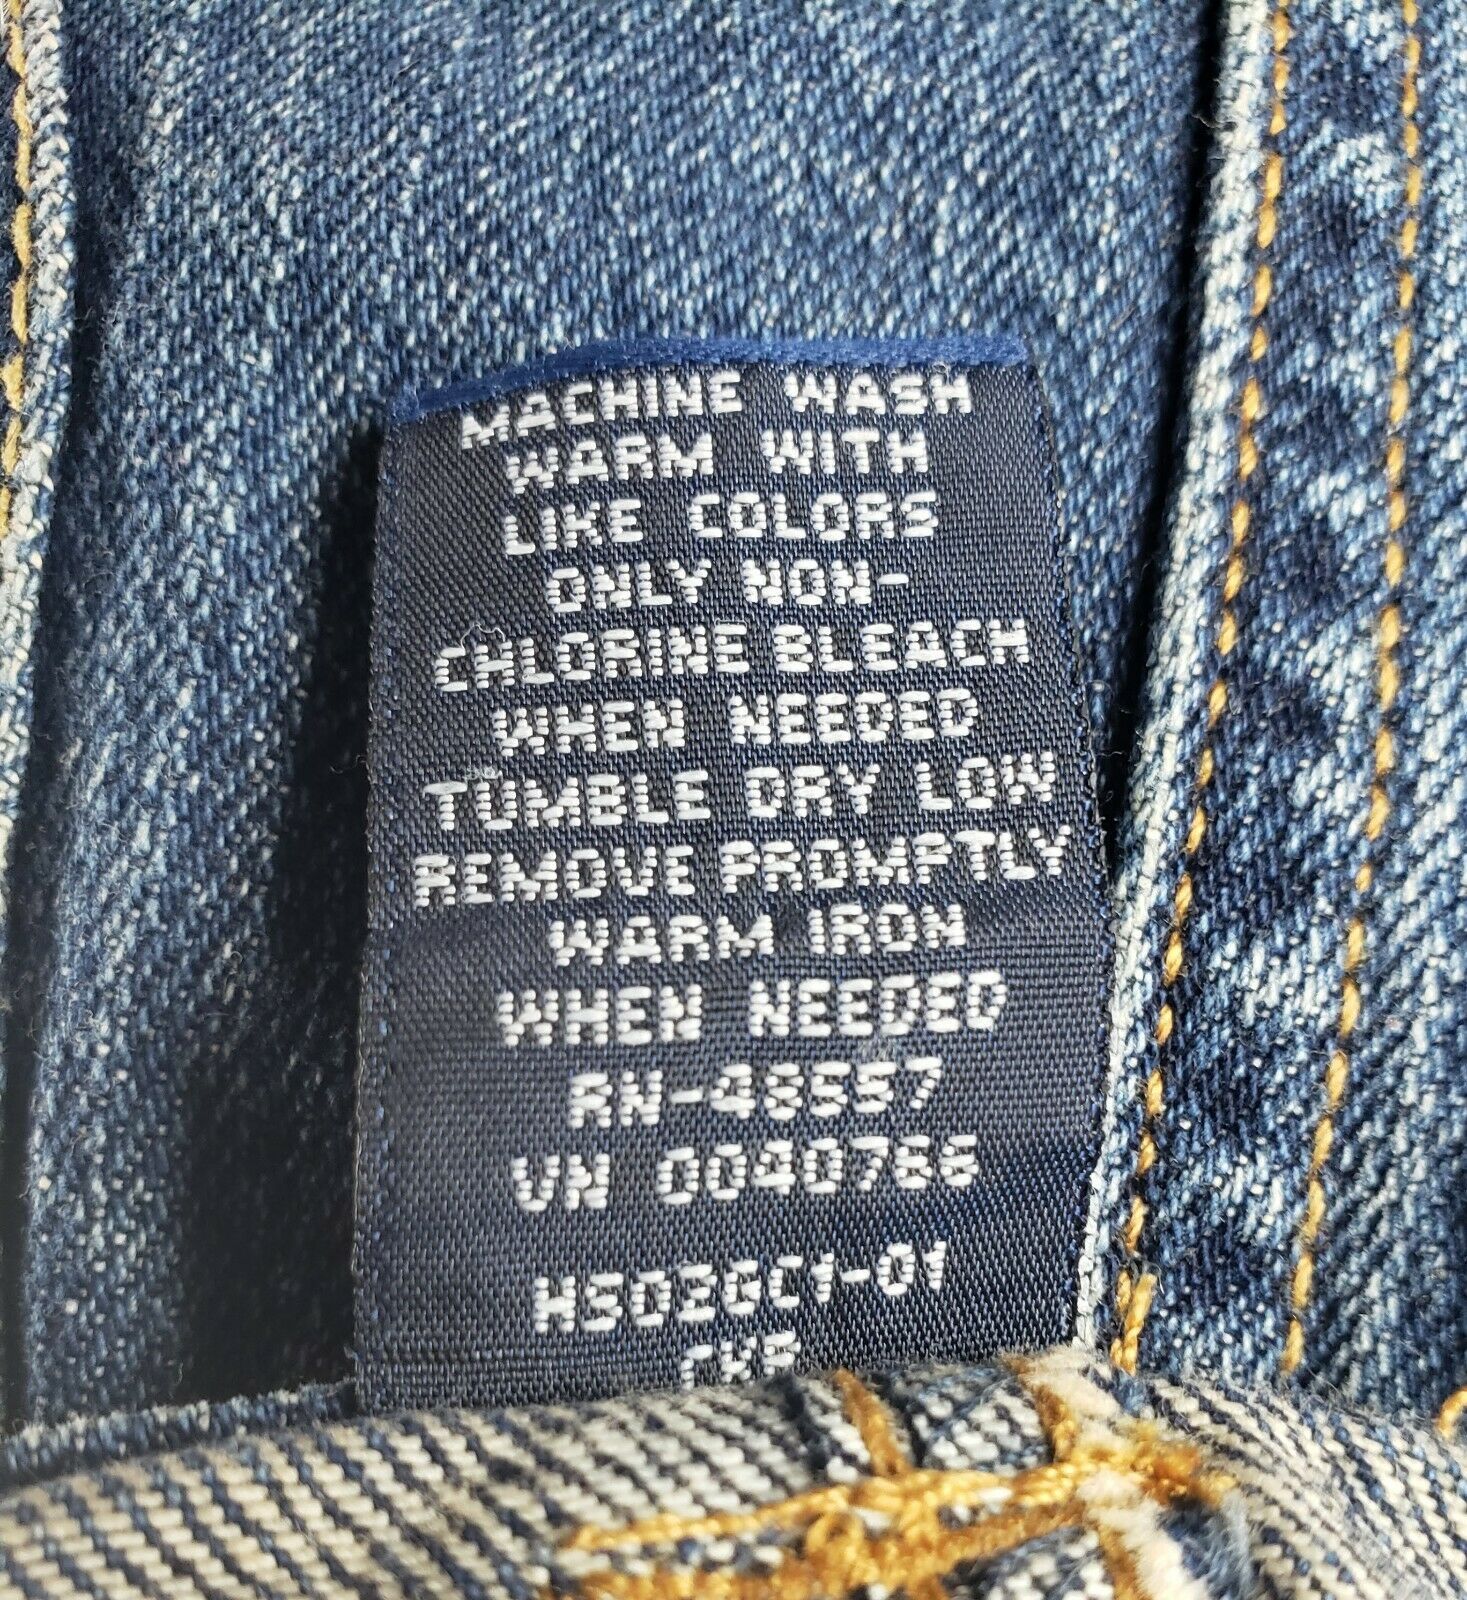 MACHINE WASH
WARM WITH
LIKE COLORS
ONLY NON-
CHLORINE BLEACH
WHEN NEEDED
TUMBLE DRY LOW
REMOVE PROMPTLY
WARM IRON
WHEN NEEDED
RN-48557
VN 0040786